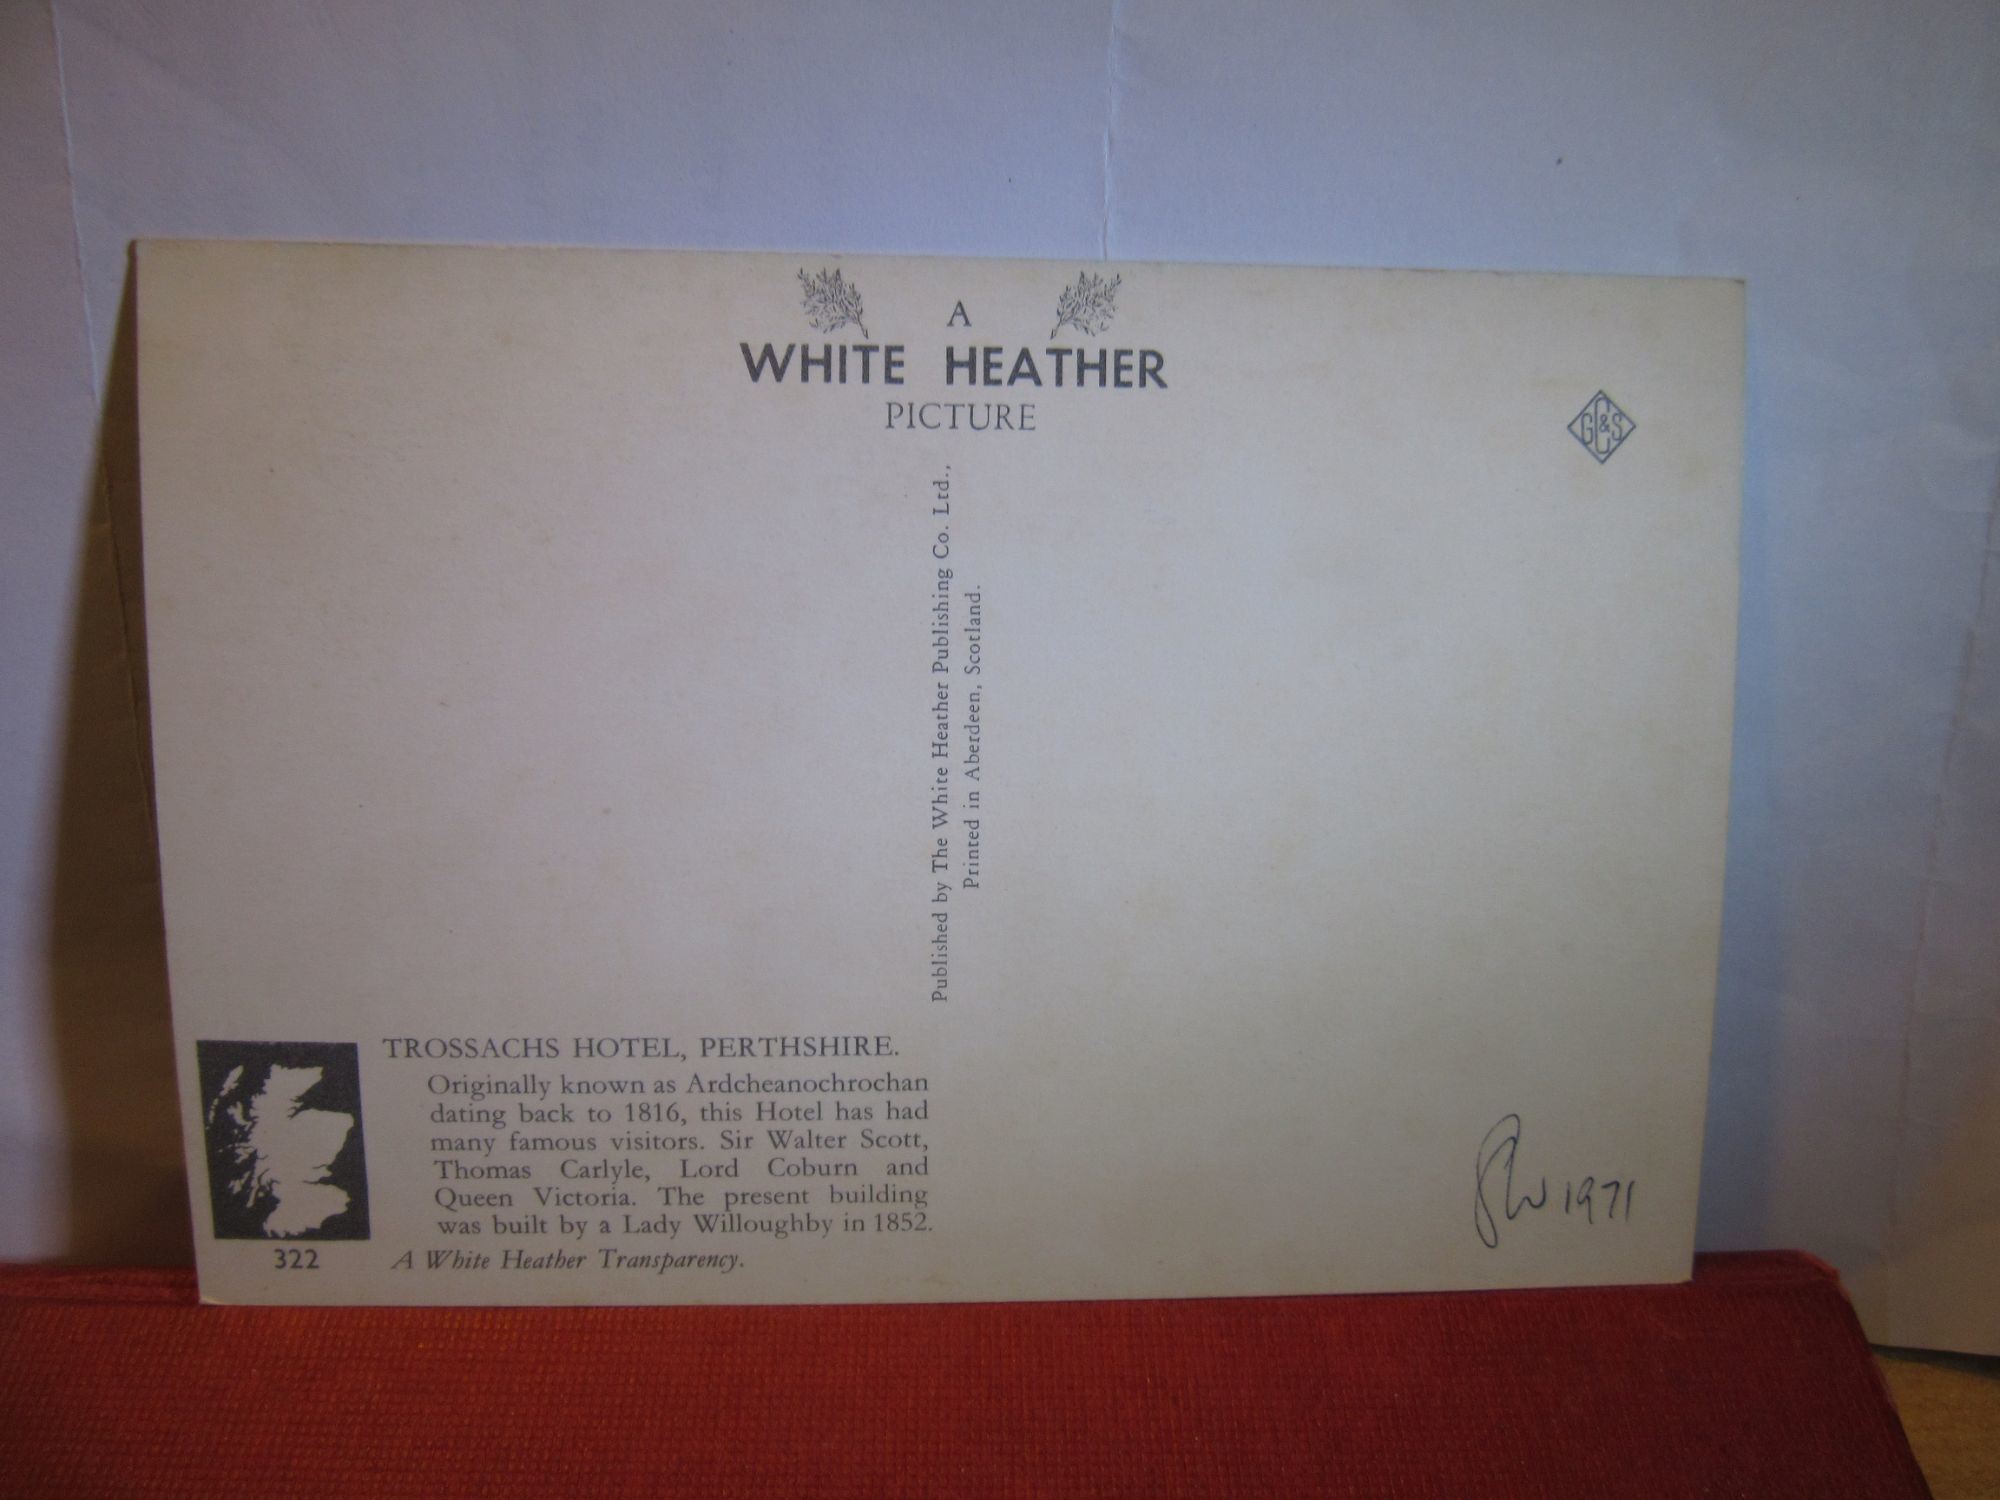 A
WHITE HEATHER
PICTURE
GC&S
Published by The White Heather Publishing Co. Ltd.,
Printed in Aberdeen, Scotland.
TROSSACHS HOTEL, PERTHSHIRE.
Originally known as Ardcheanochrochan
dating back to 1816, this Hotel has had
many famous visitors. Sir Walter Scott,
Thomas Carlyle, Lord Coburn and
Queen Victoria. The present building
was built by a Lady Willoughby in 1852.
322
A White Heather Transparency.
1971